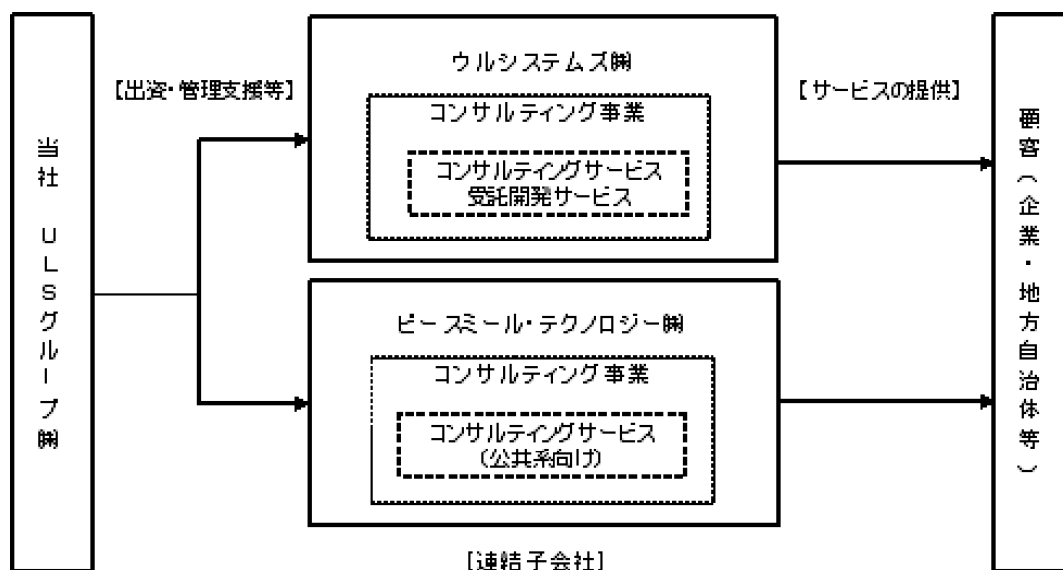 当社 ULSグループ㈱
【出資・管理支援等】
ウルシステムズ㈱
コンサルティング事業
コンサルティングサービス
受託開発サービス
ピースミール・テクノロジー㈱
コンサルティング事業
コンサルティングサービス
(公共系向け)
[連結子会社]
【サービスの提供】
顧客(企業・地方自治体等)